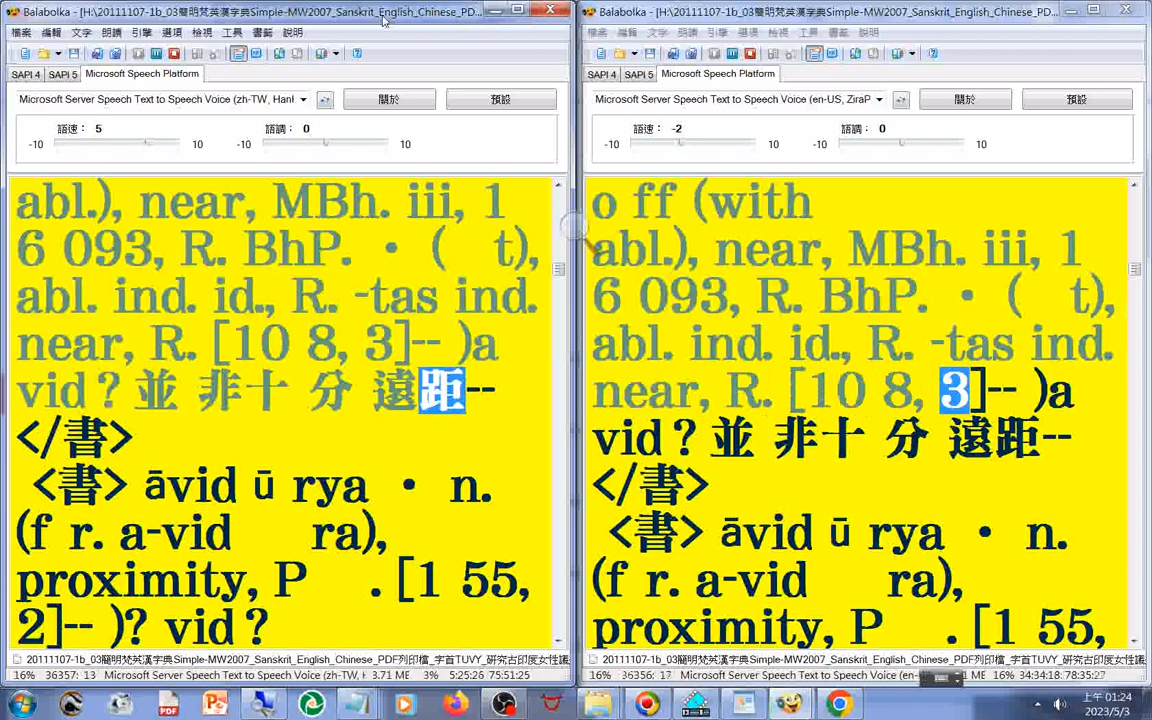 Balabolka - [H:\20111107-1b_03簡明梵英漢字典Simple-MW2007_Sanskrit_English_Chinese_PD...
檔案 編輯 文字 朗讀 引擎 選項 檢視 工具 書籤 說明
SAPI 4 SAPI 5 Microsoft Speech Platform
Microsoft Server Speech Text to Speech Voice (zh-TW, Hanl 關於 預設
語速： 5 語調： 0
-10 10 -10 10
abl.), near, MBh. iii, 1
6 093, R. BhP. • ( t),
abl. ind. id., R. -tas ind.
near, R. [10 8, 3]-- )a
vid？並 非十 分 遠距--
</書>
<書> āvid ū rya • n.
(f r. a-vid ra),
proximity, P . [1 55,
2]-- )? vid？
20111107-1b_03簡明梵英漢字典Simple-MW2007_Sanskrit_English_Chinese_PDF列印檔_字首TUVY_研究古印度女性議
16% 36357: 13 Microsoft Server Speech Text to Speech Voice (zh-TW, H 3.71 ME 3% 5:25:26 75:51:25
Balabolka - [H:\20111107-1b_03簡明梵英漢字典Simple-MW2007_Sanskrit_English_Chinese_PD...
檔案 編輯 文字 朗讀 引擎 選項 檢視 工具 書籤 說明
SAPI 4 SAPI 5 Microsoft Speech Platform
Microsoft Server Speech Text to Speech Voice (en-US, ZiraP 關於 預設
語速： -2 語調： 0
-10 10 -10 10
o ff (with
abl.), near, MBh. iii, 1
6 093, R. BhP. • ( t),
abl. ind. id., R. -tas ind.
near, R. [10 8, 3]-- )a
vid？並 非十 分 遠距--
</書>
<書> āvid ū rya • n.
(f r. a-vid ra),
proximity, P . [1 55,
20111107-1b_03簡明梵英漢字典Simple-MW2007_Sanskrit_English_Chinese_PDF列印檔_字首TUVY_研究古印度女性議
16% 36356: 17 Microsoft Server Speech Text to Speech Voice 16% 34:34:18 78:35:27
上午 01:24
2023/5/3